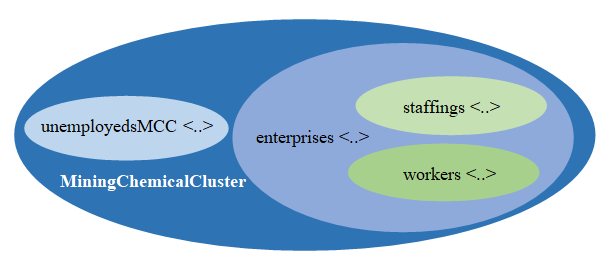 staffings <..>
unemployedsMCC <..>
enterprises <..>
workers <..>
MiningChemicalCluster